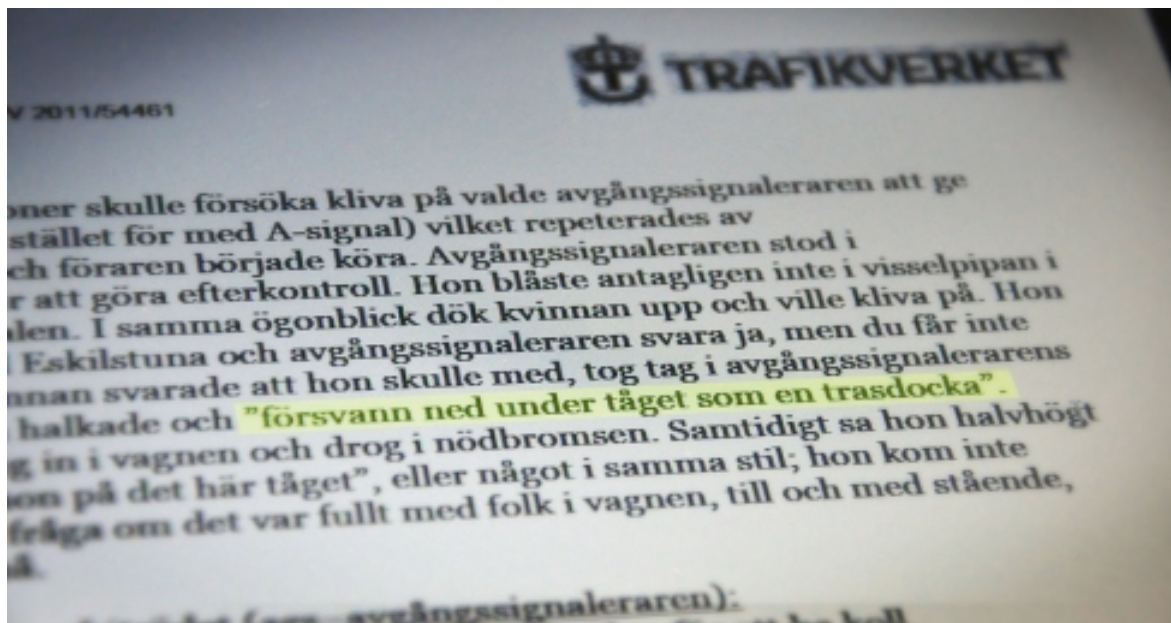 TRAFIKVERKET
V 2011/54461
oner skulle försöka kliva på valde avgångssignaleraren att ge
stället för med A-signal) vilket repeterades av
ch föraren började köra. Avgångssignaleraren stod i
r att göra efterkontroll. Hon blåste antagligen inte i visselpipan i
len. I samma ögonblick dök kvinnan upp och ville kliva på. Hon
Eskilstuna och avgångssignaleraren svara ja, men du får inte
nnan svarade att hon skulle med, tog tag i avgångssignalerarens
halkade och ”försvann ned under tåget som en trasdocka”.
g in i vagnen och drog i nödbromsen. Samtidigt sa hon halvhögt
on på det här tåget”, eller något i samma stil; hon kom inte
fråga om det var fullt med folk i vagnen, till och med stående,
avgångssignaleraren):